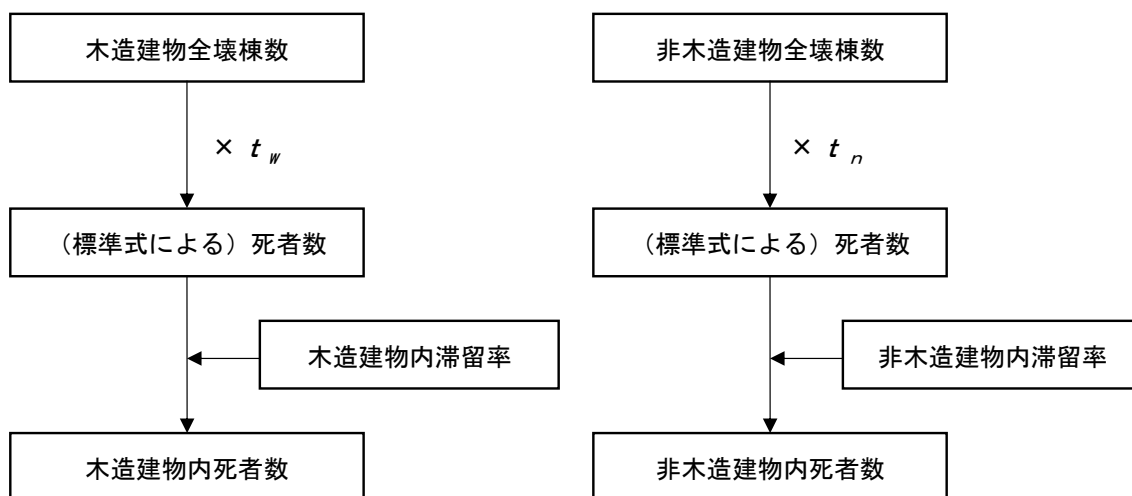 木造建物全壊棟数
× t w
(標準式による)死者数
木造建物内滞留率
木造建物内死者数
非木造建物全壊棟数
× t n
(標準式による)死者数
非木造建物内滞留率
非木造建物内死者数